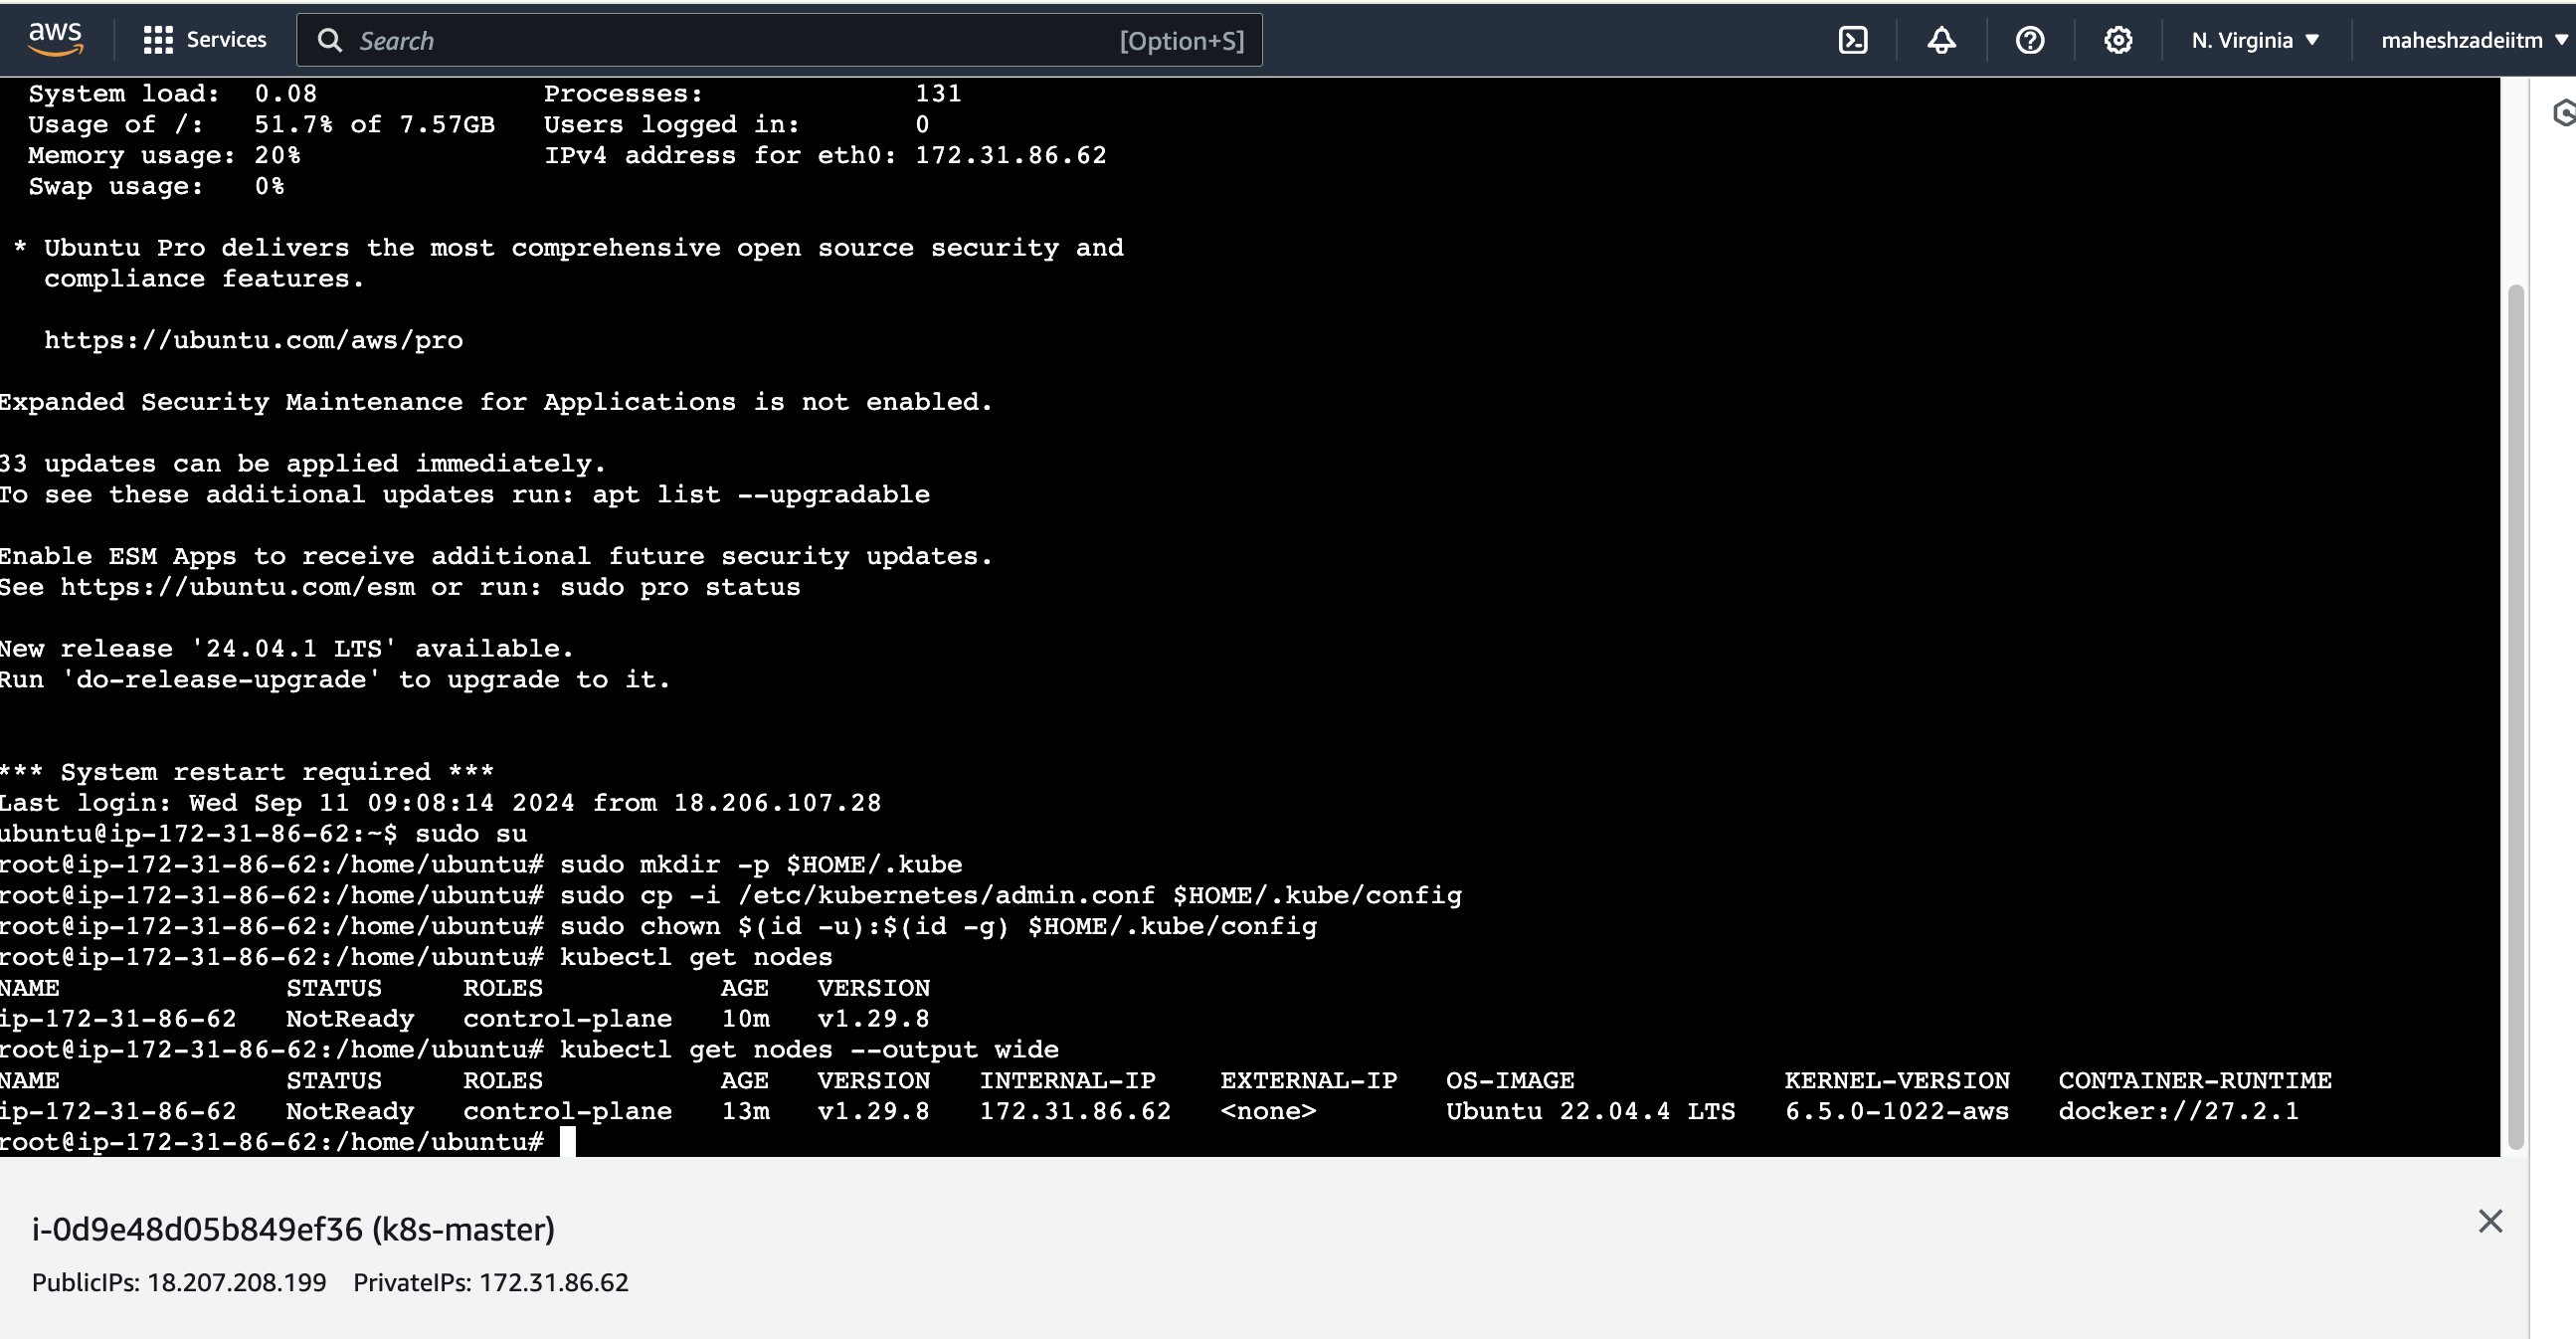 aws Services Search [Option+S] N. Virginia maheshzadeiitm
System load: 0.08 Processes: 131
Usage of /: 51.7% of 7.57GB Users logged in: 0
Memory usage: 20% IPv4 address for eth0: 172.31.86.62
Swap usage: 0%
* Ubuntu Pro delivers the most comprehensive open source security and
compliance features.
https://ubuntu.com/aws/pro
Expanded Security Maintenance for Applications is not enabled.
33 updates can be applied immediately.
To see these additional updates run: apt list --upgradable
Enable ESM Apps to receive additional future security updates.
See https://ubuntu.com/esm or run: sudo pro status
New release '24.04.1 LTS' available.
Run 'do-release-upgrade' to upgrade to it.
*** System restart required ***
Last login: Wed Sep 11 09:08:14 2024 from 18.206.107.28
ubuntu@ip-172-31-86-62:~$ sudo su
root@ip-172-31-86-62:/home/ubuntu# sudo mkdir -p $HOME/.kube
root@ip-172-31-86-62:/home/ubuntu# sudo cp -i /etc/kubernetes/admin.conf $HOME/.kube/config
root@ip-172-31-86-62:/home/ubuntu# sudo chown $(id -u):$(id -g) $HOME/.kube/config
root@ip-172-31-86-62:/home/ubuntu# kubectl get nodes
NAME STATUS ROLES AGE VERSION
ip-172-31-86-62 NotReady control-plane 10m v1.29.8
root@ip-172-31-86-62:/home/ubuntu# kubectl get nodes --output wide
NAME STATUS ROLES AGE VERSION INTERNAL-IP EXTERNAL-IP OS-IMAGE KERNEL-VERSION CONTAINER-RUNTIME
ip-172-31-86-62 NotReady control-plane 13m v1.29.8 172.31.86.62 <none> Ubuntu 22.04.4 LTS 6.5.0-1022-aws docker://27.2.1
root@ip-172-31-86-62:/home/ubuntu#
i-0d9e48d05b849ef36 (k8s-master)
PublicIPs: 18.207.208.199 PrivateIPs: 172.31.86.62